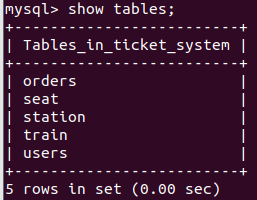 mysql> show tables;
+--------------------------+
| Tables_in_ticket_system |
+--------------------------+
| orders |
| seat |
| station |
| train |
| users |
+--------------------------+
5 rows in set (0.00 sec)